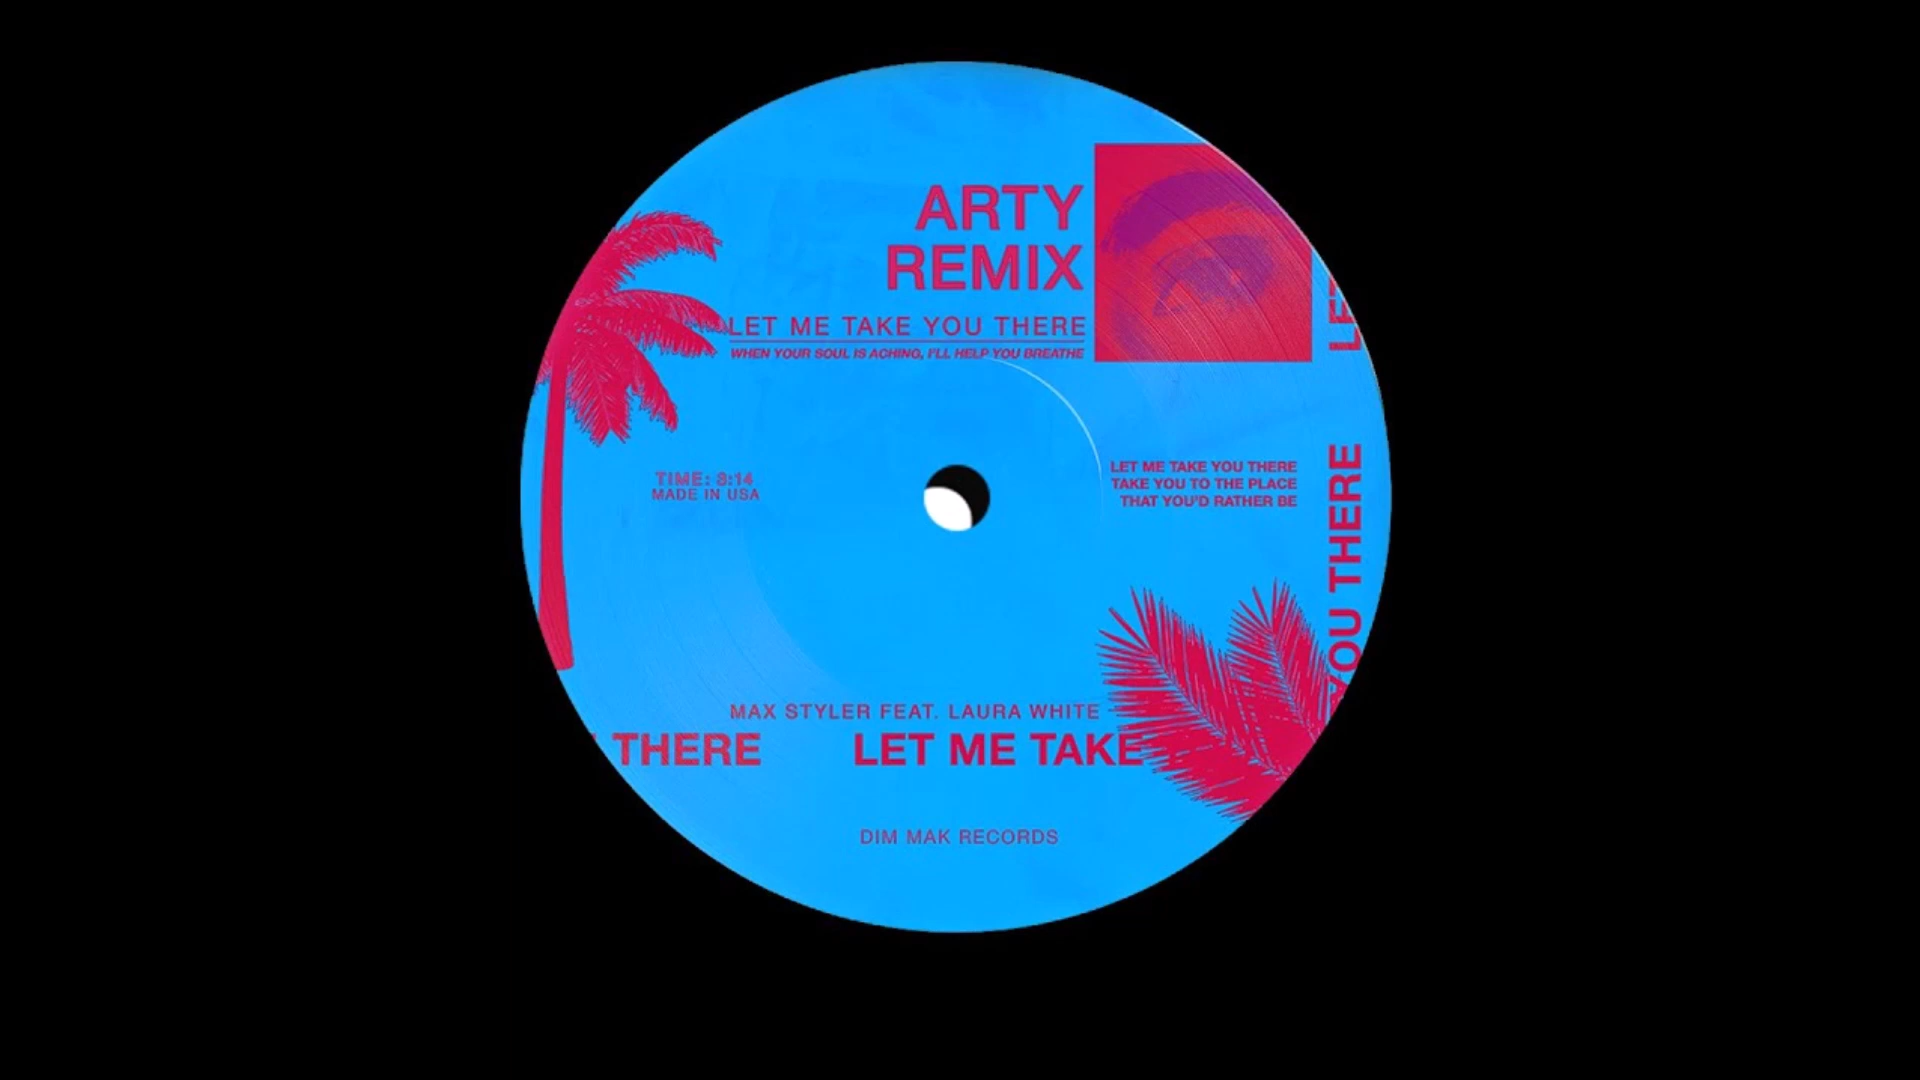 ARTY
REMIX
LET ME TAKE YOU THERE
WHEN YOUR SOUL IS ACHING, I'LL HELP YOU BREATHE
TIME: 3:14
MADE IN USA
LET ME TAKE YOU THERE
TAKE YOU TO THE PLACE
THAT YOU'D RATHER BE
LET
YOU THERE
MAX STYLER FEAT. LAURA WHITE
THERE
LET ME TAKE
DIM MAK RECORDS